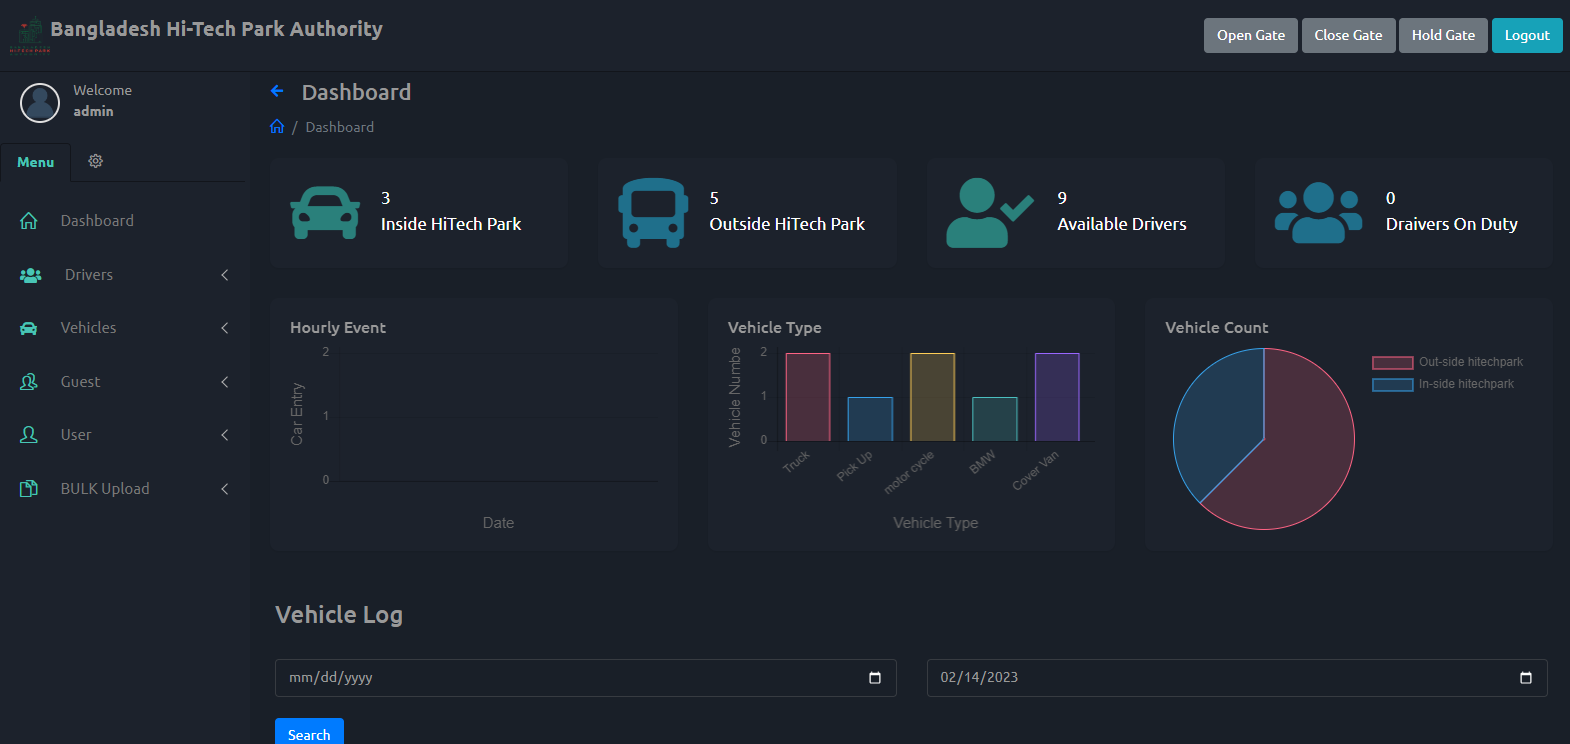 Bangladesh Hi-Tech Park Authority
Open Gate
Close Gate
Hold Gate
Logout
Welcome
admin
Menu
Dashboard
Drivers
Vehicles
Guest
User
BULK Upload
Dashboard
/ Dashboard
3
Inside HiTech Park
5
Outside HiTech Park
9
Available Drivers
0
Draivers On Duty
Hourly Event
2
1
0
Car Entry
Date
Vehicle Type
2
1
0
Vehicle Numbe
Truck
Pick Up
motor cycle
BMW
Cover Van
Vehicle Type
Vehicle Count
Out-side hitechpark
In-side hitechpark
Vehicle Log
mm/dd/yyyy
02/14/2023
Search